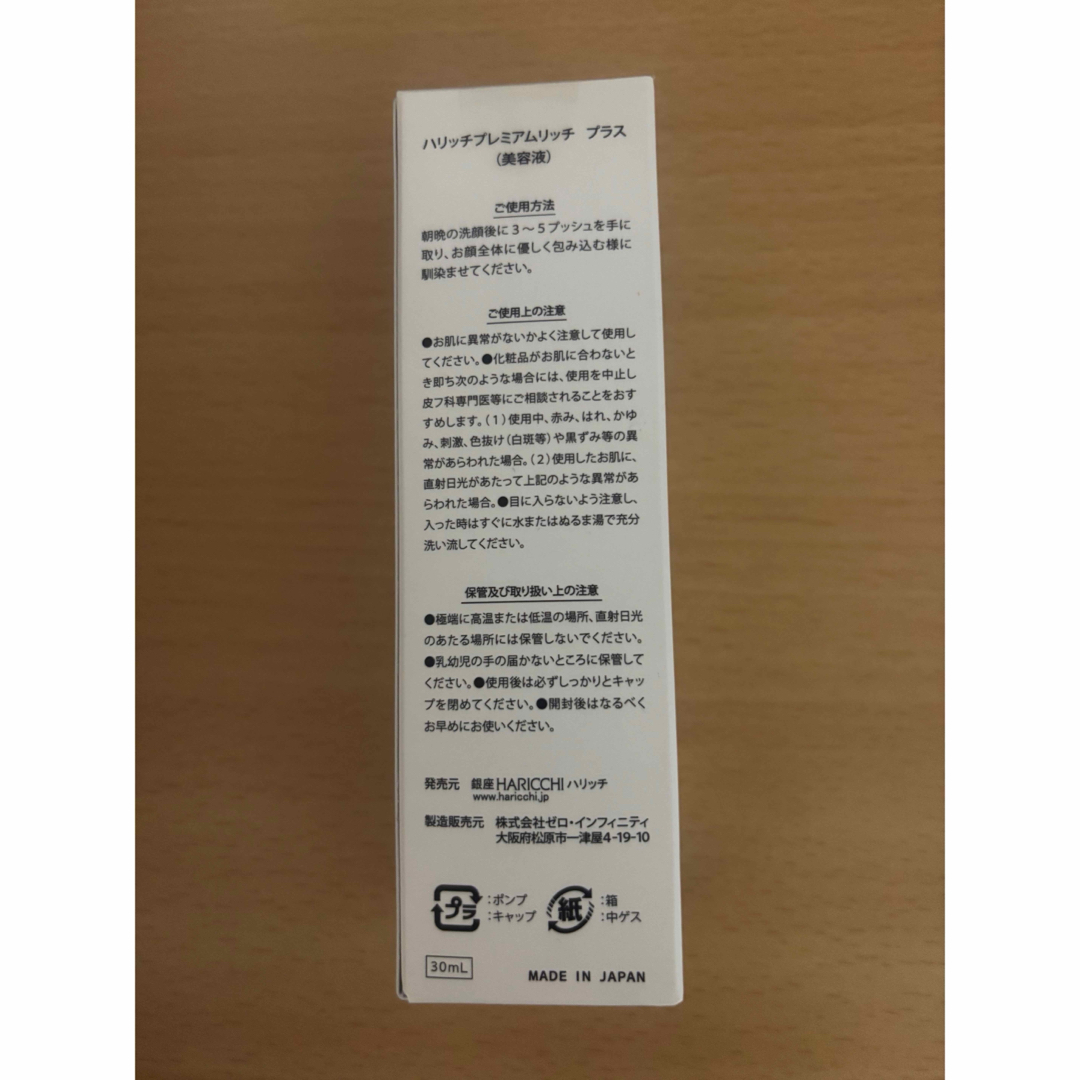 ハリッチプレミアムリッチ プラス
（美容液）
ご使用方法
朝晩の洗顔後に3～5プッシュを手に
取り、お顔全体に優しく包み込む様に
馴染ませてください。
ご使用上の注意
●お肌に異常がないかよく注意して使用し
てください。●化粧品がお肌に合わないと
き即ち次のような場合には、使用を中止し
皮フ科専門医等にご相談されることをおす
すめします。（1）使用中、赤み、はれ、かゆ
み、刺激、色抜け（白斑等）や黒ずみ等の異
常があらわれた場合。（2）使用したお肌に、
直射日光があたって上記のような異常があ
らわれた場合。●目に入らないよう注意し、
入った時はすぐに水またはぬるま湯で充分
洗い流してください。
保管及び取り扱い上の注意
●極端に高温または低温の場所、直射日光
のあたる場所には保管しないでください。
●乳幼児の手の届かないところに保管して
ください。●使用後は必ずしっかりとキャッ
プを閉めてください。●開封後はなるべく
お早めにお使いください。
発売元 銀座HARICCHIハリッチ
www.haricchi.jp
製造販売元 株式会社ゼロ・インフィニティ
大阪府松原市一津屋4-19-10
プラ :ポンプ :キャップ
紙 :箱 :中ゲス
30mL
MADE IN JAPAN